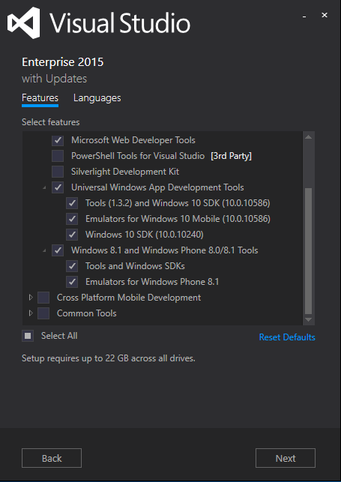 Visual Studio
Enterprise 2015
with Updates
Features Languages
Select features
Microsoft Web Developer Tools
PowerShell Tools for Visual Studio [3rd Party]
Silverlight Development Kit
Universal Windows App Development Tools
Tools (1.3.2) and Windows 10 SDK (10.0.10586)
Emulators for Windows 10 Mobile (10.0.10586)
Windows 10 SDK (10.0.10240)
Windows 8.1 and Windows Phone 8.0/8.1 Tools
Tools and Windows SDKs
Emulators for Windows Phone 8.1
Cross Platform Mobile Development
Common Tools
Select All Reset Defaults
Setup requires up to 22 GB across all drives.
Back Next